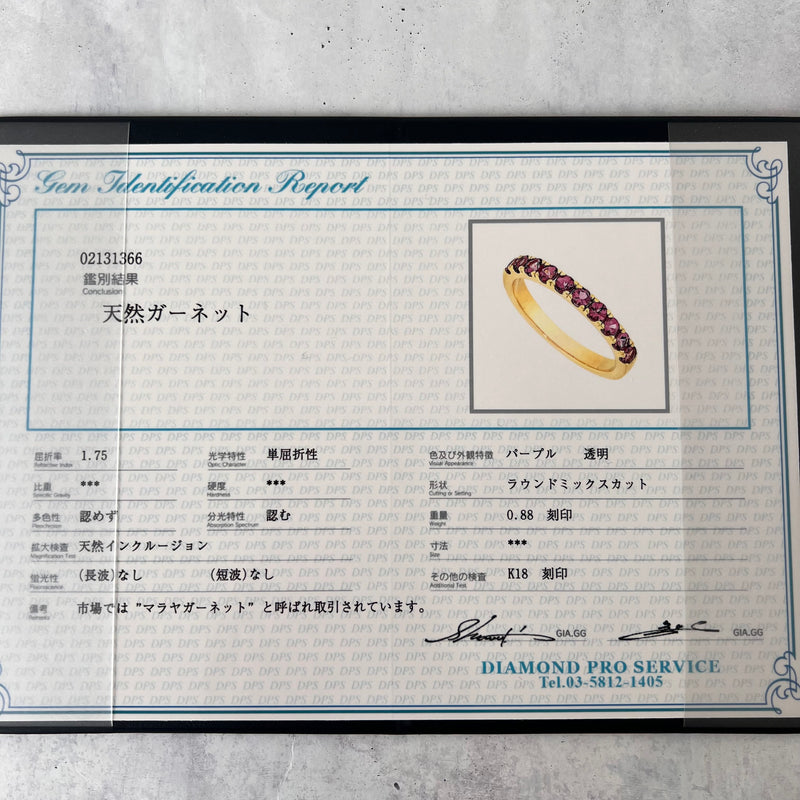 Gem Identification Report
02131366
鑑別結果
Conclusion
天然ガーネット
屈折率 1.75 光学特性 単屈折性 色及び外観特徴 パープル 透明
Refractive Index Optic Character Visual Appearance
比重 *** 硬度 *** 形状 ラウンドミックスカット
Specific Gravity Hardness Cutting or Setting
多色性 認めず 分光特性 認む 重量 0.88 刻印
Pleochroism Absorption Spectrum Weight
拡大検査 天然インクルージョン 寸法 ***
Magnification Test Size
蛍光性 (長波)なし (短波)なし その他の検査 K18 刻印
Fluorescence Additional Test
備考 市場では "マラヤガーネット" と呼ばれ取引されています。
Remarks
GIA.GG GIA.GG
DIAMOND PRO SERVICE
Tel.03-5812-1405